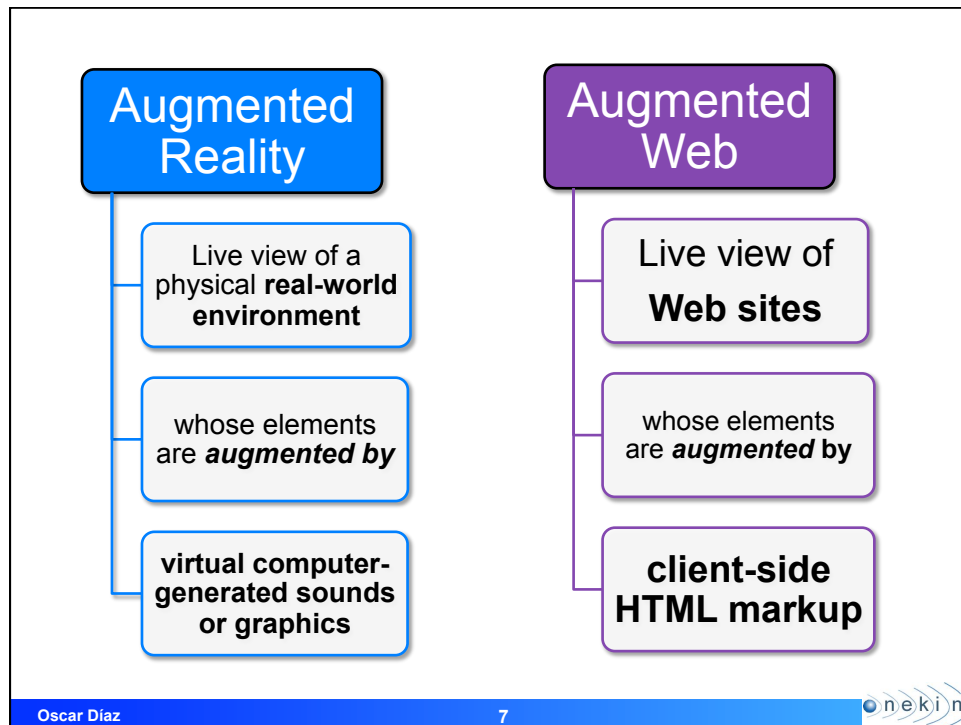 Augmented
Reality
Live view of a
physical real-world
environment
whose elements
are augmented by
virtual computer-
generated sounds
or graphics
Augmented
Web
Live view of
Web sites
whose elements
are augmented by
client-side
HTML markup
Oscar Díaz
7
onekin